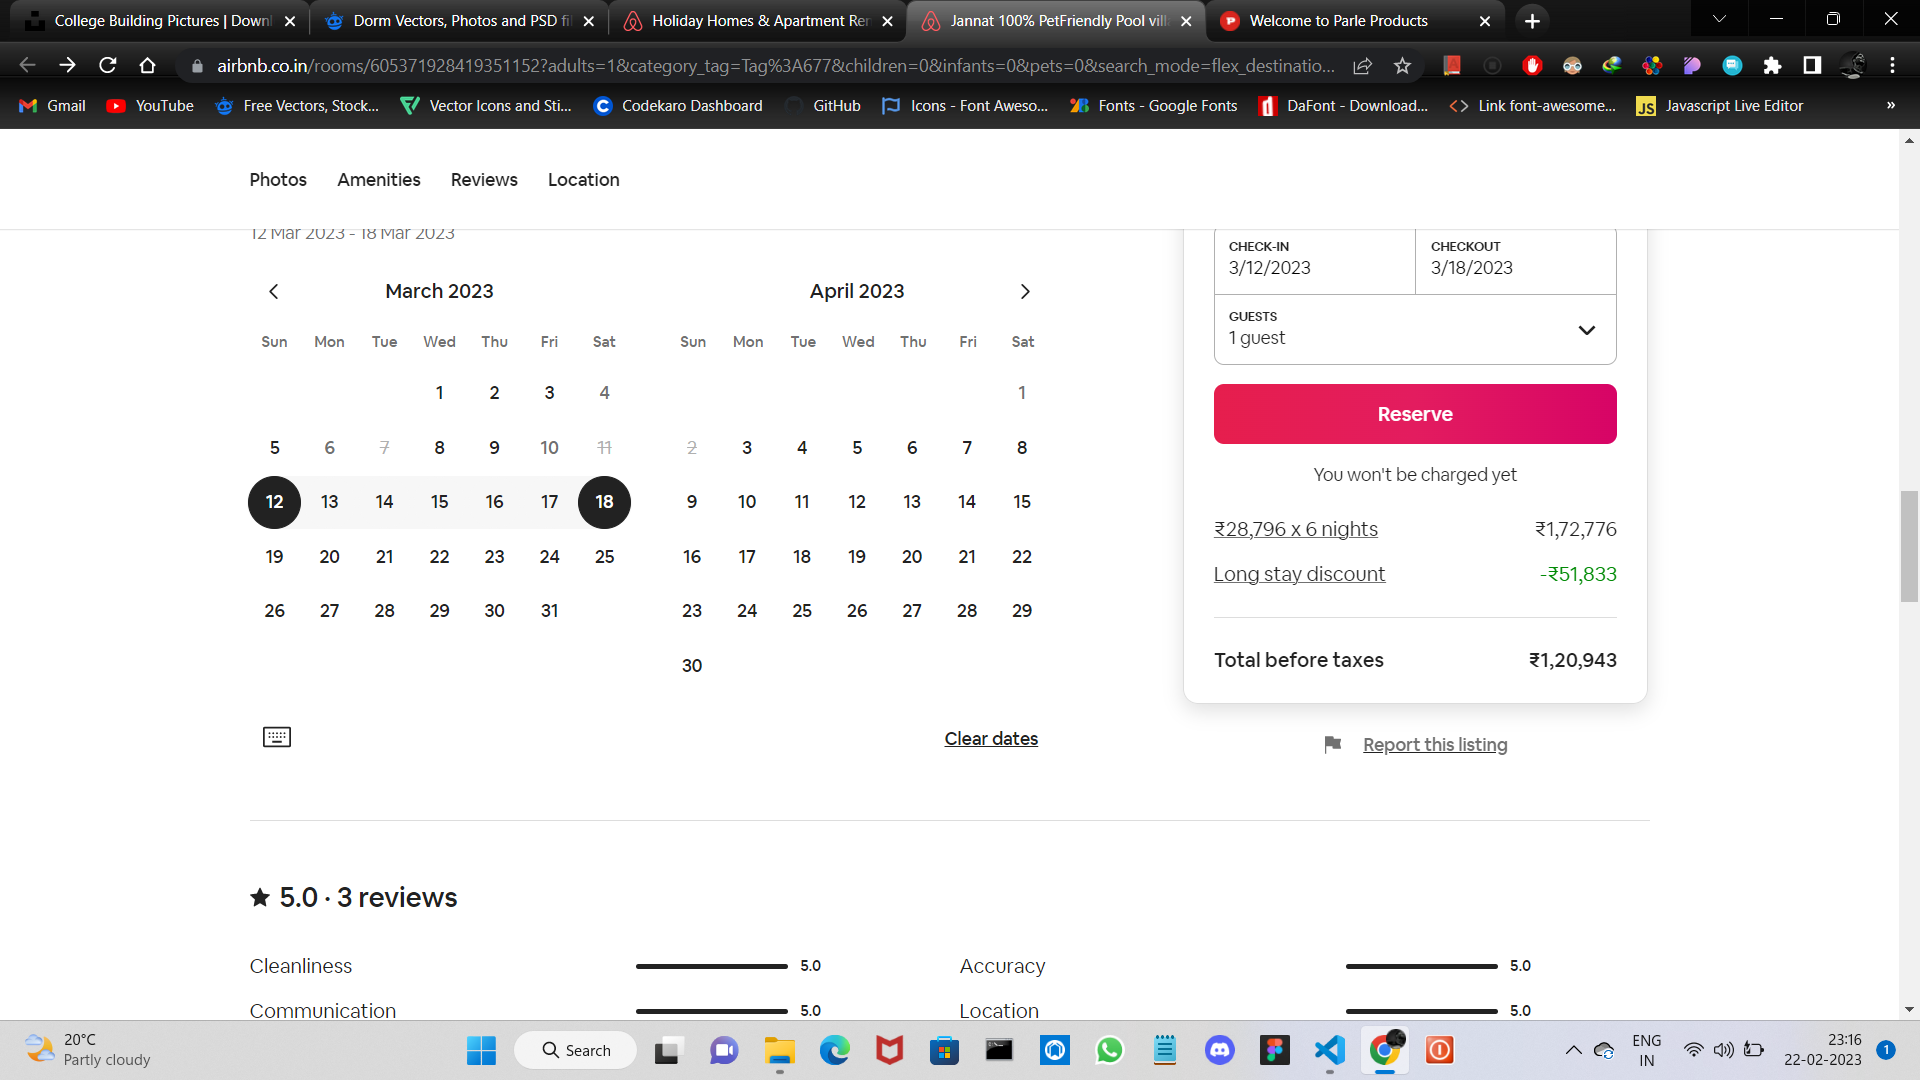 College Building Pictures | Downl
Dorm Vectors, Photos and PSD fil
Holiday Homes & Apartment Ren
Jannat 100% PetFriendly Pool villa
Welcome to Parle Products
airbnb.co.in/rooms/605371928419351152?adults=1&category_tag=Tag%3A677&children=0&infants=0&pets=0&search_mode=flex_destinatio...
Gmail YouTube Free Vectors, Stock... Vector Icons and Sti... Codekaro Dashboard GitHub Icons - Font Aweso... Fonts - Google Fonts DaFont - Download... Link font-awesome... JS Javascript Live Editor »
Photos Amenities Reviews Location
12 Mar 2023 - 18 Mar 2023
March 2023
Sun Mon Tue Wed Thu Fri Sat
1 2 3 4
5 6 7 8 9 10 11
12 13 14 15 16 17 18
19 20 21 22 23 24 25
26 27 28 29 30 31
April 2023
Sun Mon Tue Wed Thu Fri Sat
1
2 3 4 5 6 7 8
9 10 11 12 13 14 15
16 17 18 19 20 21 22
23 24 25 26 27 28 29
30
Clear dates
CHECK-IN
3/12/2023
CHECKOUT
3/18/2023
GUESTS
1 guest
Reserve
You won't be charged yet
₹28,796 x 6 nights ₹1,72,776
Long stay discount -₹51,833
Total before taxes ₹1,20,943
Report this listing
5.0 · 3 reviews
Cleanliness 5.0
Accuracy 5.0
Communication 5.0
Location 5.0
20°C
Partly cloudy
Search
ENG
IN
23:16
22-02-2023
1